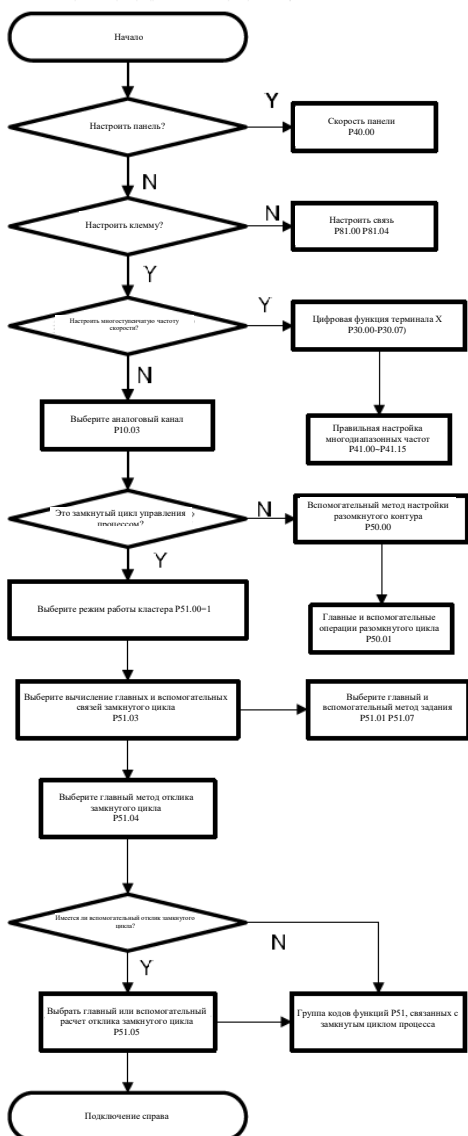 Начало
Настроить панель?
Y
Скорость панели
P40.00
N
Настроить клемму?
N
Настроить связь
P81.00 P81.04
Y
Настроить многоступенчатую частоту
скорости?
Y
Цифровая функция терминала X
P30.00-P30.07)
N
Выберите аналоговый канал
P10.03
Правильная настройка
многодиапазонных частот
P41.00~P41.15
Это замкнутый цикл управления
процессом?
N
Вспомогательный метод настройки
разомкнутого контура
P50.00
Y
Главные и вспомогательные
операции разомкнутого цикла
P50.01
Выберите режим работы кластера P51.00=1
Выберите вычисление главных и вспомогательных
связей замкнутого цикла
P51.03
Выберите главный и
вспомогательный метод задания
P51.01 P51.07
Выберите главный метод отклика
замкнутого цикла
P51.04
Имеется ли вспомогательный отклик замкнутого
цикла?
N
Y
Выбрать главный или вспомогательный
расчет отклика замкнутого цикла
P51.05
Группа кодов функций P51, связанных с
замкнутым циклом процесса
Подключение справа